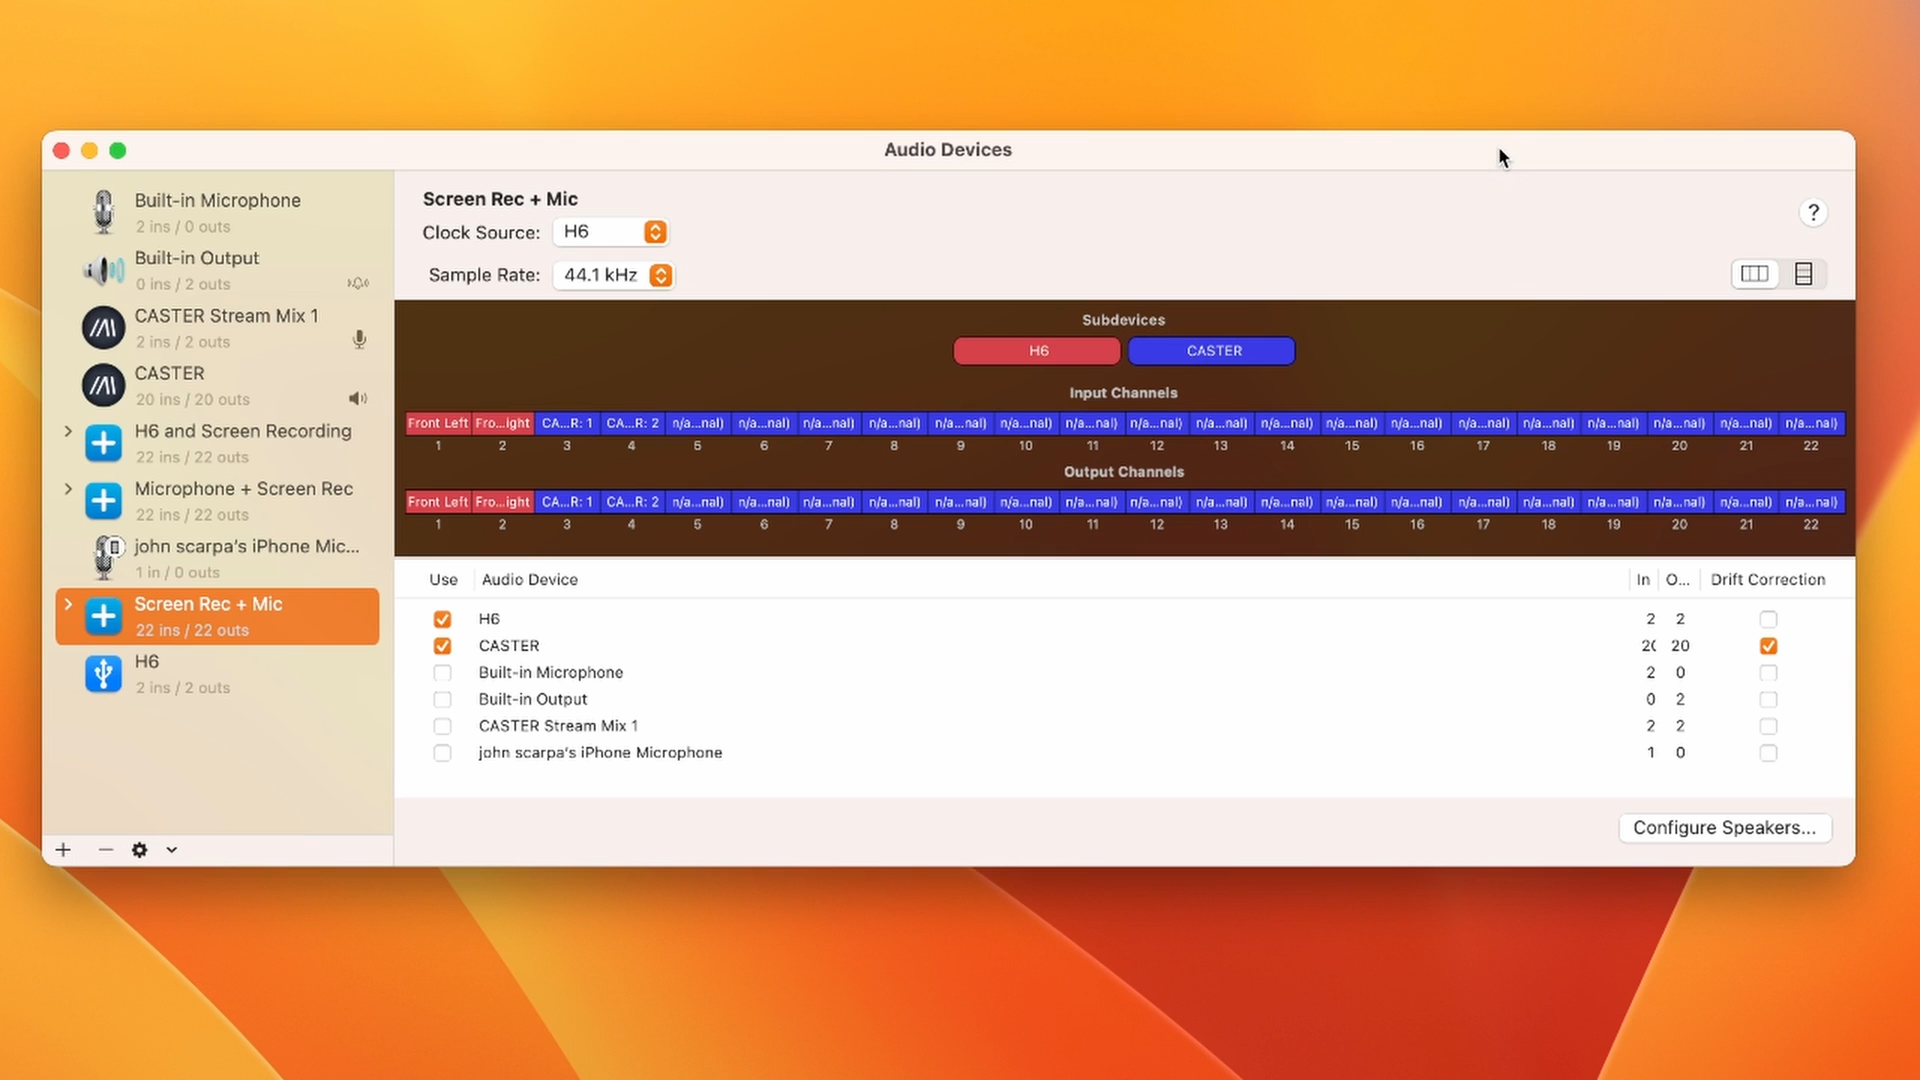 Audio Devices
Built-in Microphone
2 ins / 0 outs
Built-in Output
0 ins / 2 outs
CASTER Stream Mix 1
2 ins / 2 outs
CASTER
20 ins / 20 outs
H6 and Screen Recording
22 ins / 22 outs
Microphone + Screen Rec
22 ins / 22 outs
john scarpa's iPhone Mic...
1 in / 0 outs
Screen Rec + Mic
22 ins / 22 outs
H6
2 ins / 2 outs
Screen Rec + Mic
?
Clock Source: H6
Sample Rate: 44.1 kHz
Subdevices
H6 CASTER
Input Channels
Front Left Fro...ight CA...R: 1 CA...R: 2 n/a...nal) n/a...nal) n/a...nal) n/a...nal) n/a...nal) n/a...nal) n/a...nal) n/a...nal) n/a...nal) n/a...nal) n/a...nal) n/a...nal) n/a...nal) n/a...nal) n/a...nal) n/a...nal) n/a...nal) n/a...nal)
1 2 3 4 5 6 7 8 9 10 11 12 13 14 15 16 17 18 19 20 21 22
Output Channels
Front Left Fro...ight CA...R: 1 CA...R: 2 n/a...nal) n/a...nal) n/a...nal) n/a...nal) n/a...nal) n/a...nal) n/a...nal) n/a...nal) n/a...nal) n/a...nal) n/a...nal) n/a...nal) n/a...nal) n/a...nal) n/a...nal) n/a...nal) n/a...nal) n/a...nal)
1 2 3 4 5 6 7 8 9 10 11 12 13 14 15 16 17 18 19 20 21 22
Use Audio Device In O... Drift Correction
H6 2 2
CASTER 20 20
Built-in Microphone 2 0
Built-in Output 0 2
CASTER Stream Mix 1 2 2
john scarpa's iPhone Microphone 1 0
Configure Speakers...